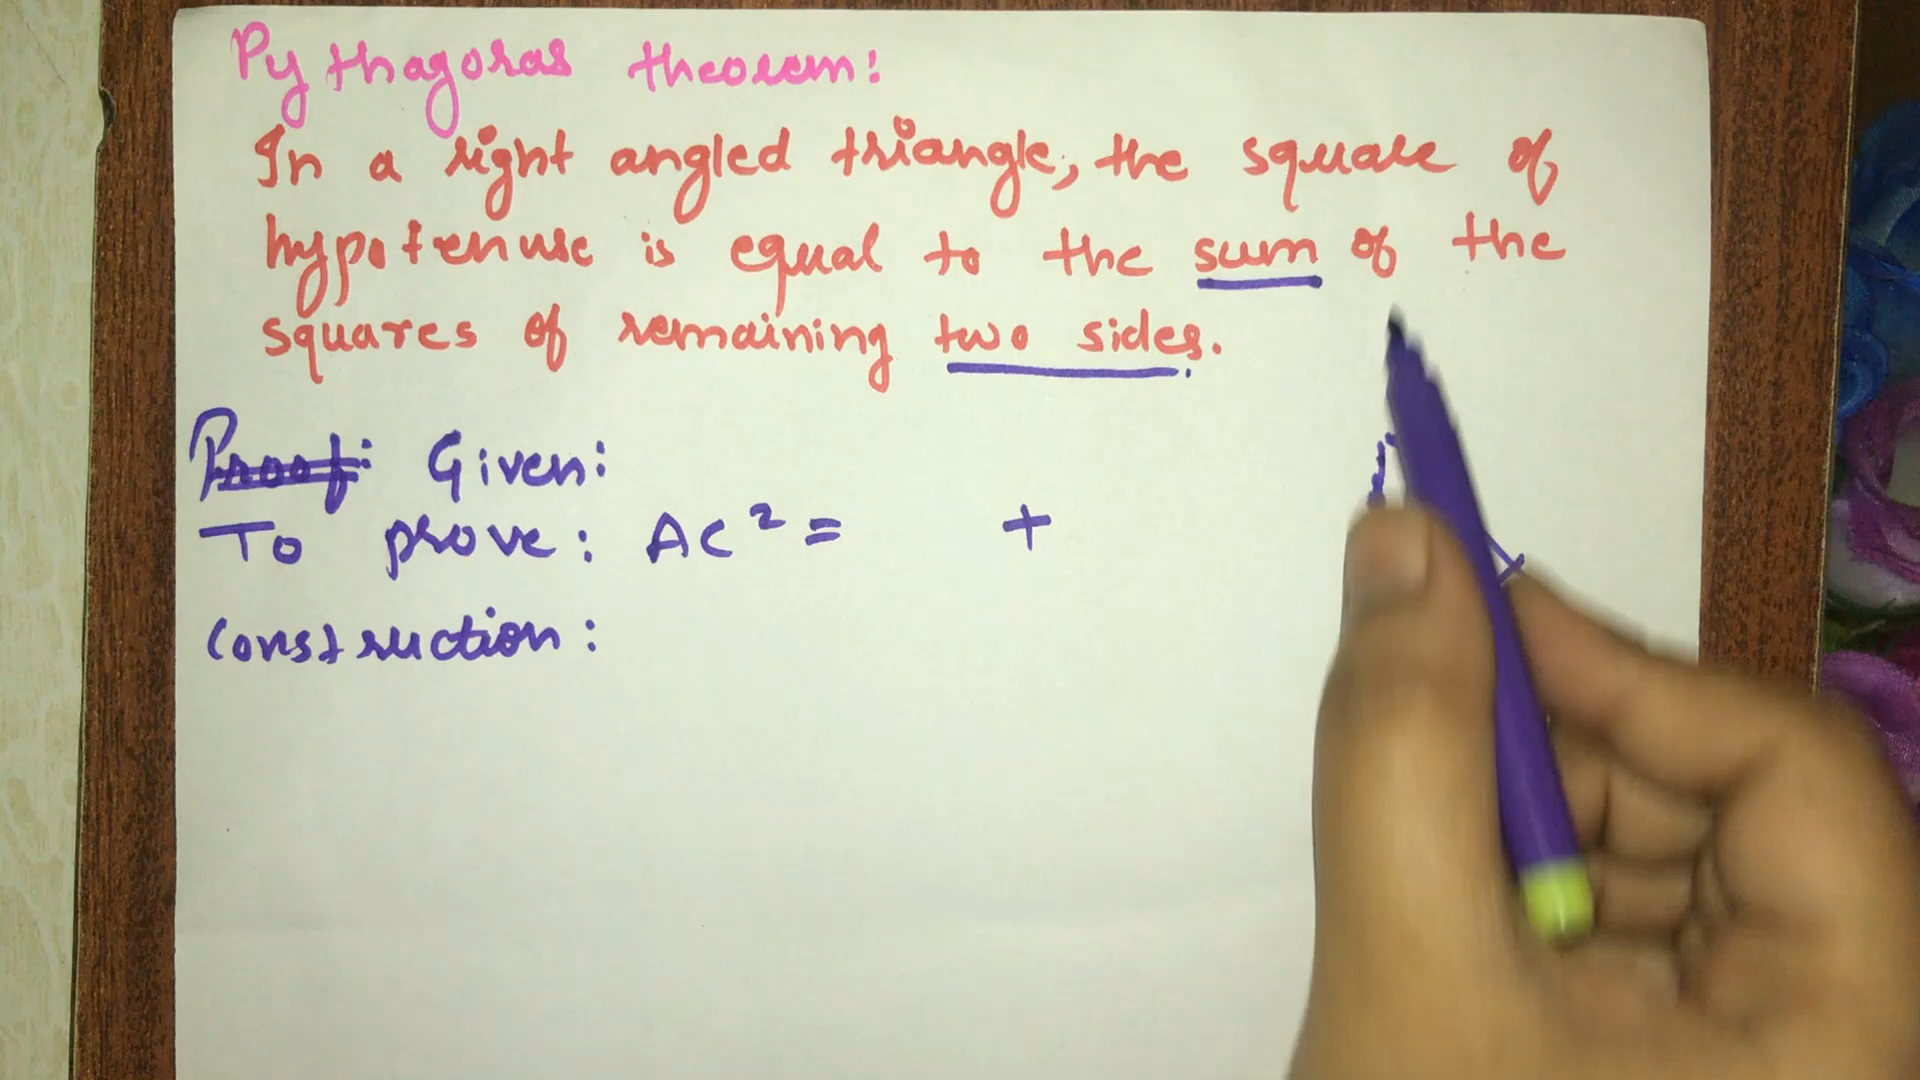 Pythagoras theorem:
In a right angled triangle, the square of
hypotenuse is equal to the sum of the
squares of remaining two sides.
Proof: Given:
To prove: AC² = +
Construction: